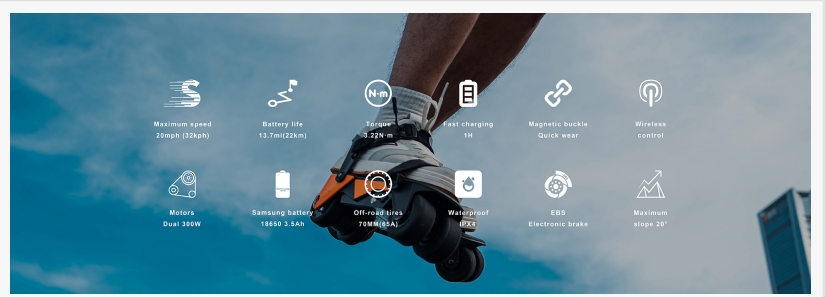 S
N·m
Maximum speed
20mph (32kph)
Battery life
13.7mi(22km)
Torque
3.22N·m
Fast charging
1H
Magnetic buckle
Quick wear
Wireless
control
Motors
Dual 300W
Samsung battery
18650 3.5Ah
Off-road tires
70MM(65A)
Waterproof
IPX4
EBS
Electronic brake
Maximum
slope 20°